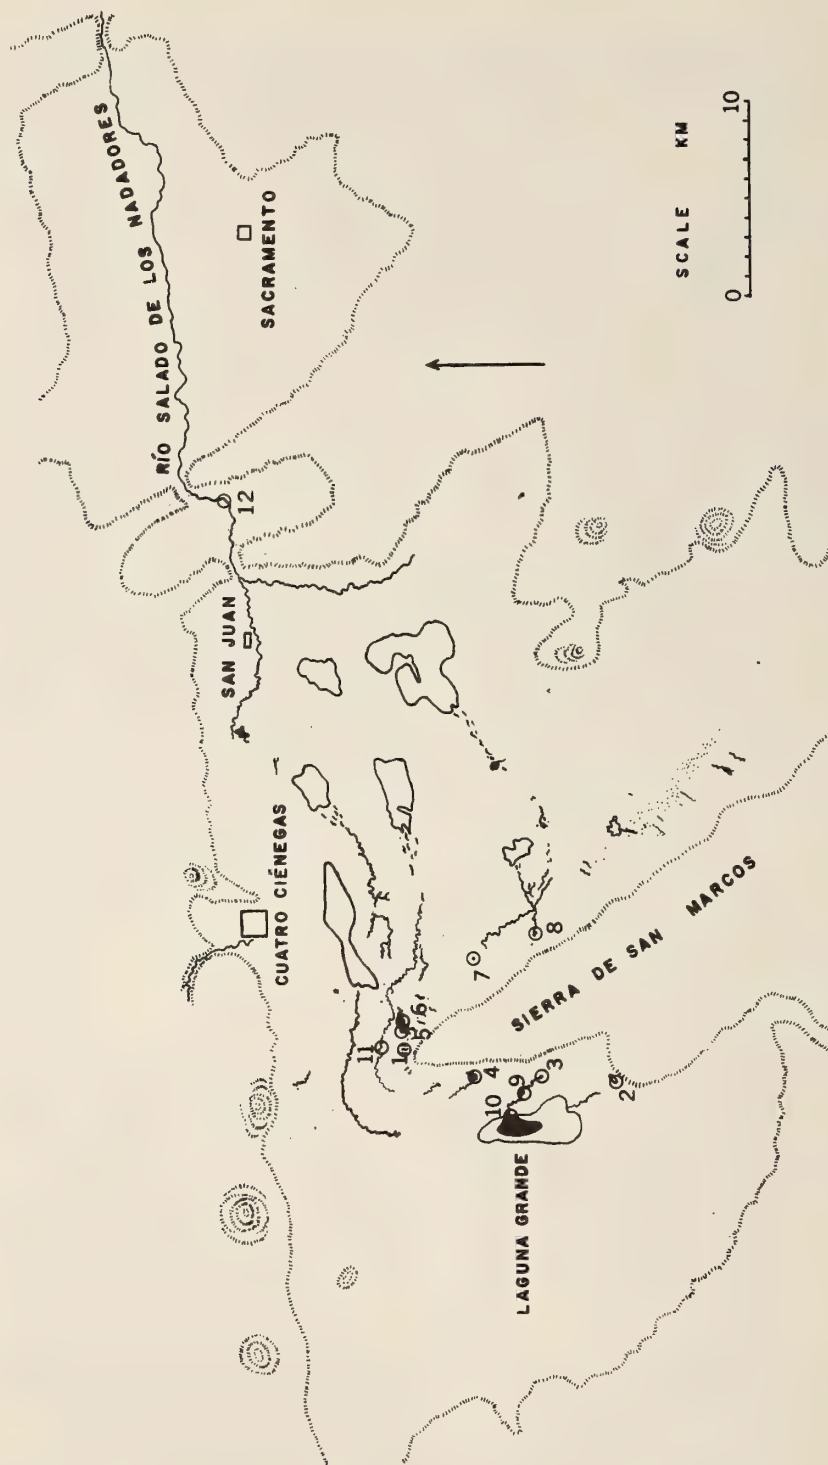 RÍO SALADO DE LOS NADADORES
SACRAMENTO
SCALE KM
0 10
12
SAN JUAN
CUATRO CIÉNEGAS
7
8
SIERRA DE SAN MARCOS
11
1
5
6
4
10
9
3
2
LAGUNA GRANDE